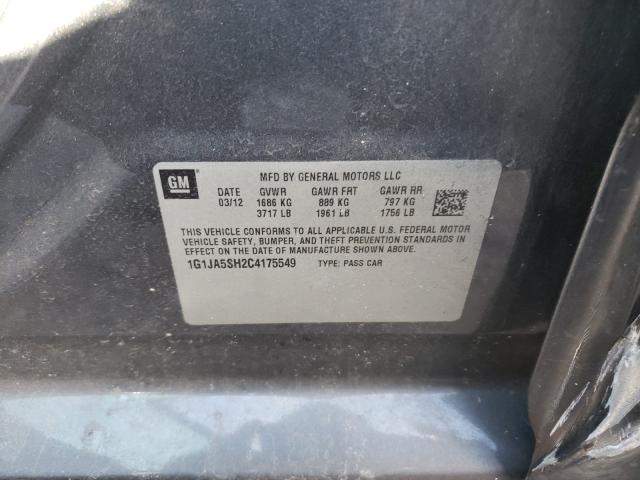 GM
MFD BY GENERAL MOTORS LLC
DATE GVWR GAWR FRT GAWR RR
03/12 1686 KG 889 KG 797 KG
3717 LB 1961 LB 1756 LB
THIS VEHICLE CONFORMS TO ALL APPLICABLE U.S. FEDERAL MOTOR
VEHICLE SAFETY, BUMPER, AND THEFT PREVENTION STANDARDS IN
EFFECT ON THE DATE OF MANUFACTURE SHOWN ABOVE.
1G1JA5SH2C4175549 TYPE: PASS CAR